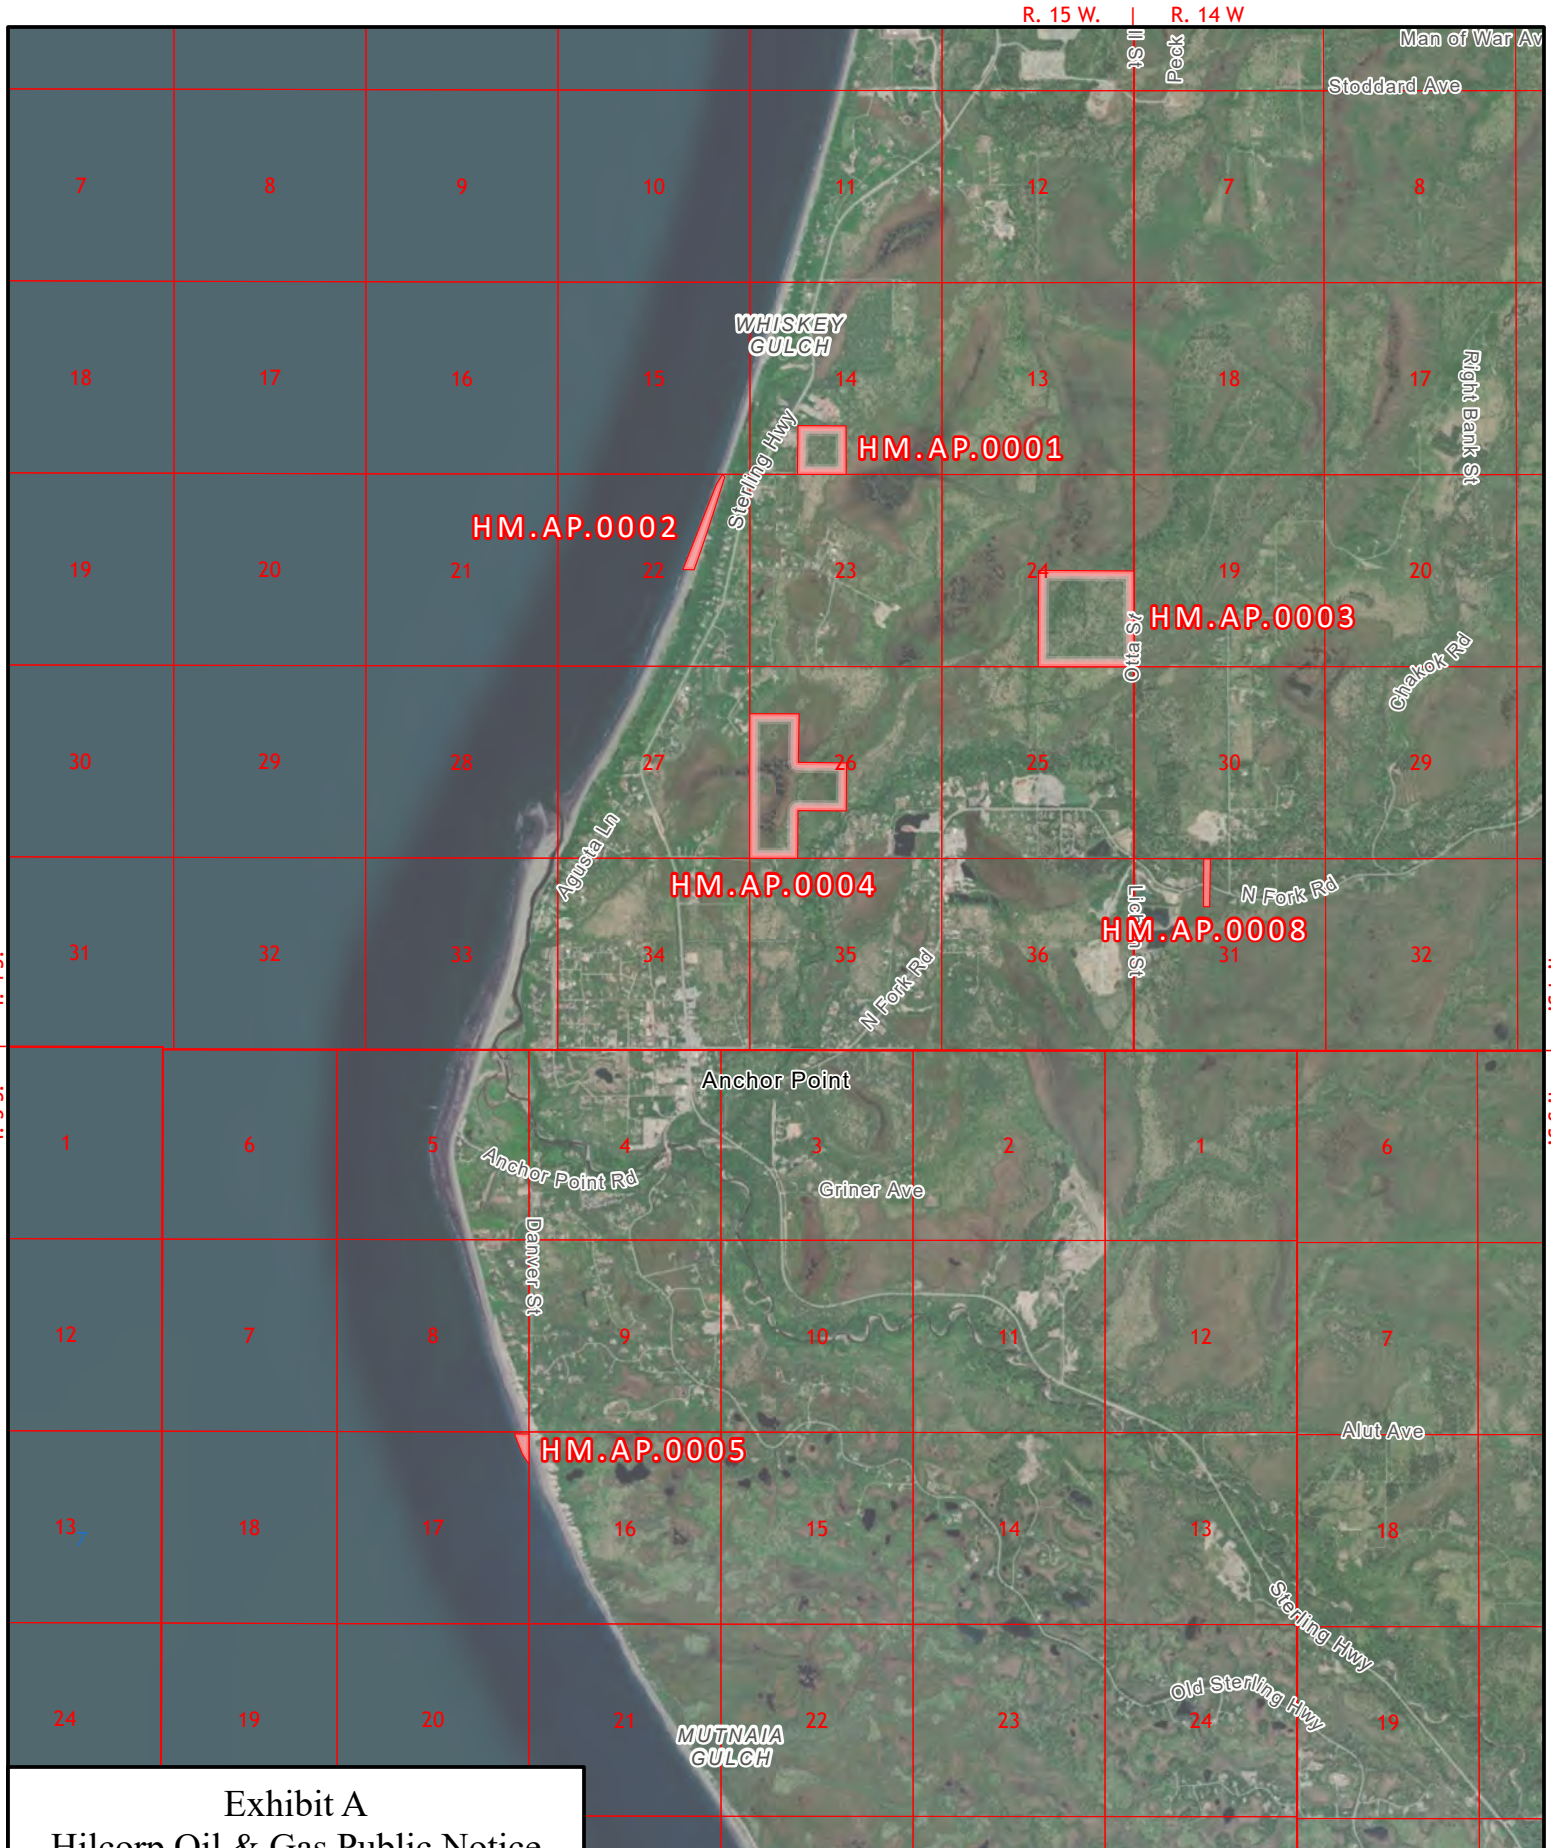 R. 15 W. | R. 14 W
Man of War Av
ll St
Peck
Stoddard Ave
7 8 9 10 11 12 7 8
WHISKEY
GULCH
18 17 16 15 14 13 18 17
Right Bank St
Sterling Hwy
HM.AP.0001
HM.AP.0002
19 20 21 22 23 24 19 20
HM.AP.0003
Otta St
Chakok Rd
30 29 28 27 26 25 30 29
Agusta Ln
HM.AP.0004
N Fork Rd
HM.AP.0008
31 32 33 34 35 36 31 32
N Fork Rd
Anchor Point
1 6 5 4 3 2 1 6
Anchor Point Rd
Griner Ave
Danver St
12 7 8 9 10 11 12 7
Alut Ave
HM.AP.0005
13 18 17 16 15 14 13 18
Sterling Hwy
Old Sterling Hwy
24 19 20 21 22 23 24 19
MUTNAIA
GULCH
Exhibit A
Hilcorp Oil & Gas Public Notice